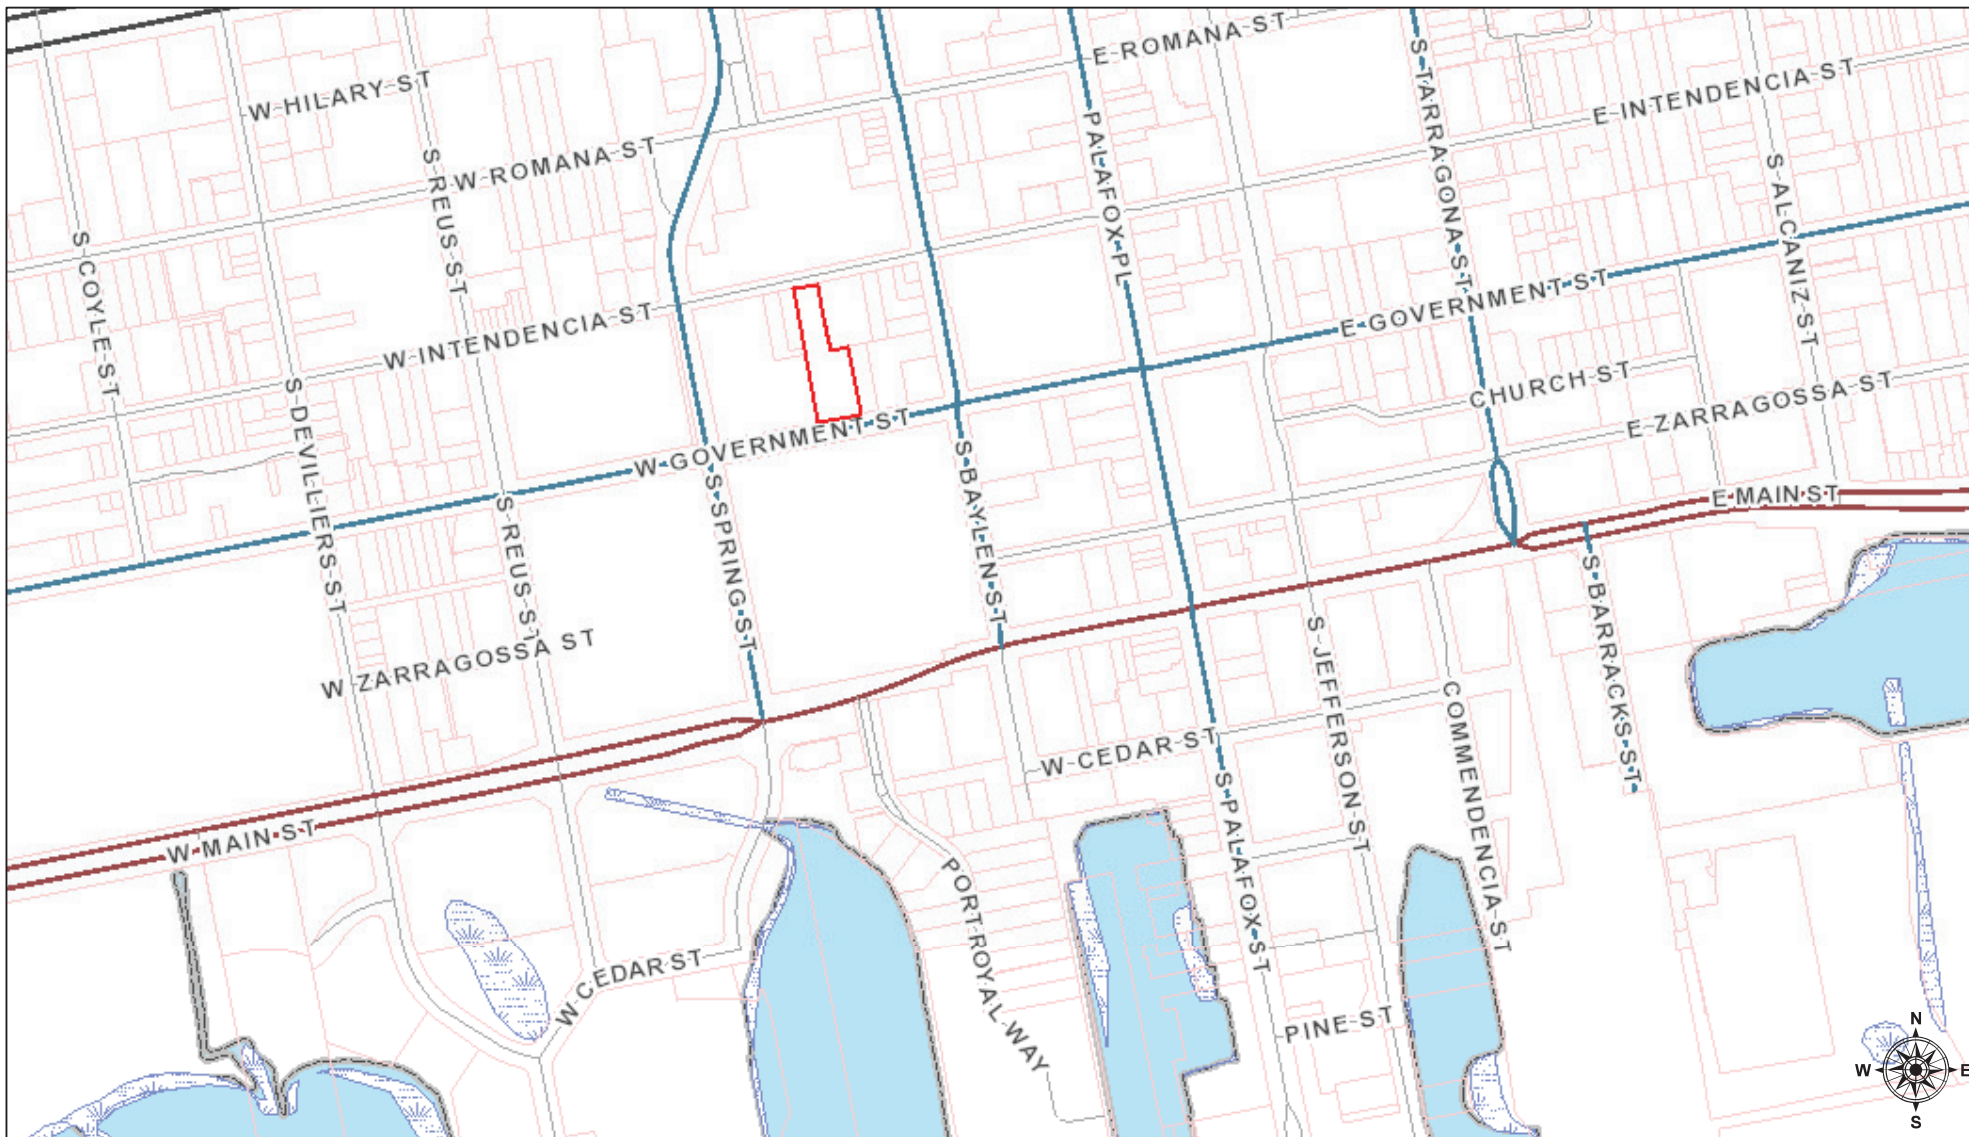 E ROMANA ST
W HILARY ST
S TARRAGONA ST
E INTENDENCIA ST
PALAFOX PL
W ROMANA ST
S REUS ST
S ALCANIZ ST
S COYLE ST
W INTENDENCIA ST
E GOVERNMENT ST
CHURCH ST
E ZARRAGOSSA ST
S DEVILLIERS ST
W GOVERNMENT ST
S BAYLEN ST
S SPRING ST
S REUS ST
E MAIN ST
S BARRACKS ST
W ZARRAGOSSA ST
S JEFFERSON ST
COMMENDENCIA ST
W CEDAR ST
S PALAFOX ST
W MAIN ST
PORT ROYAL WAY
W CEDAR ST
PINE ST
N
W E
S